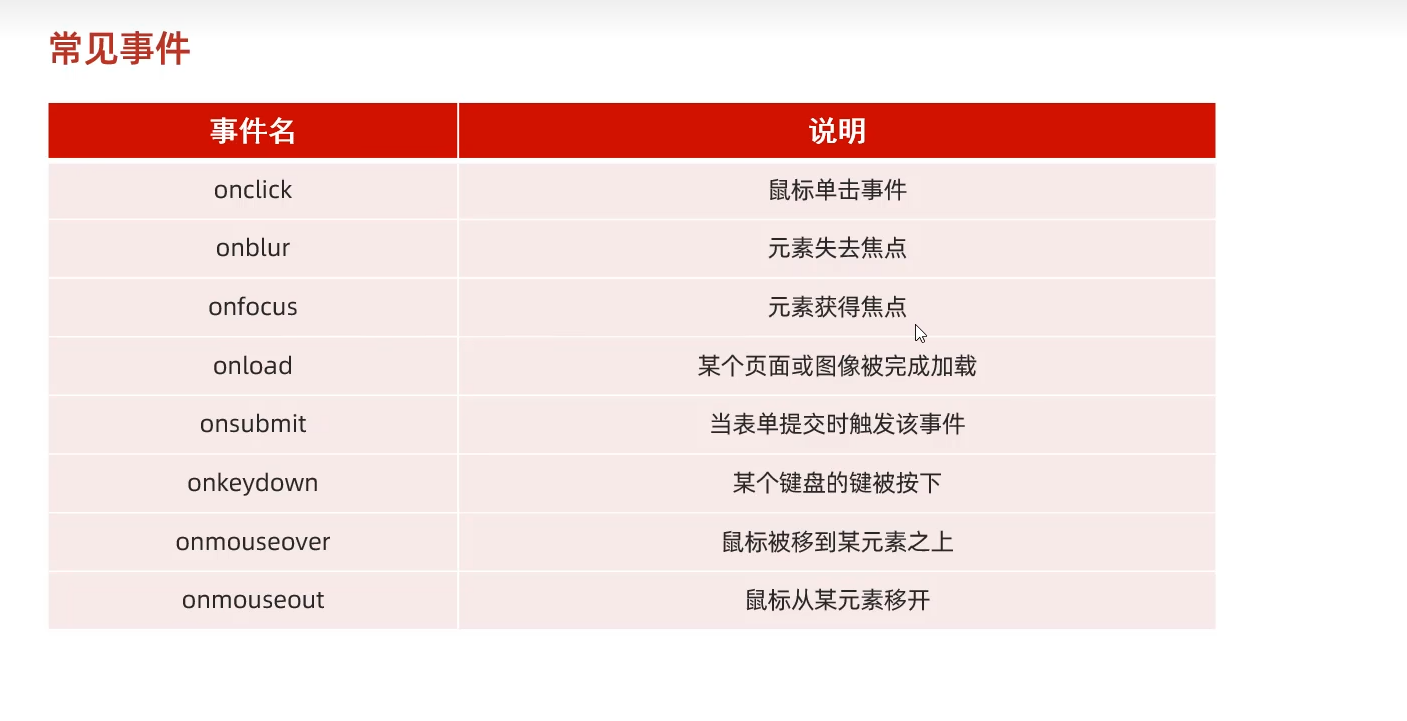 常见事件
事件名 说明
onclick 鼠标单击事件
onblur 元素失去焦点
onfocus 元素获得焦点
onload 某个页面或图像被完成加载
onsubmit 当表单提交时触发该事件
onkeydown 某个键盘的键被按下
onmouseover 鼠标被移到某元素之上
onmouseout 鼠标从某元素移开